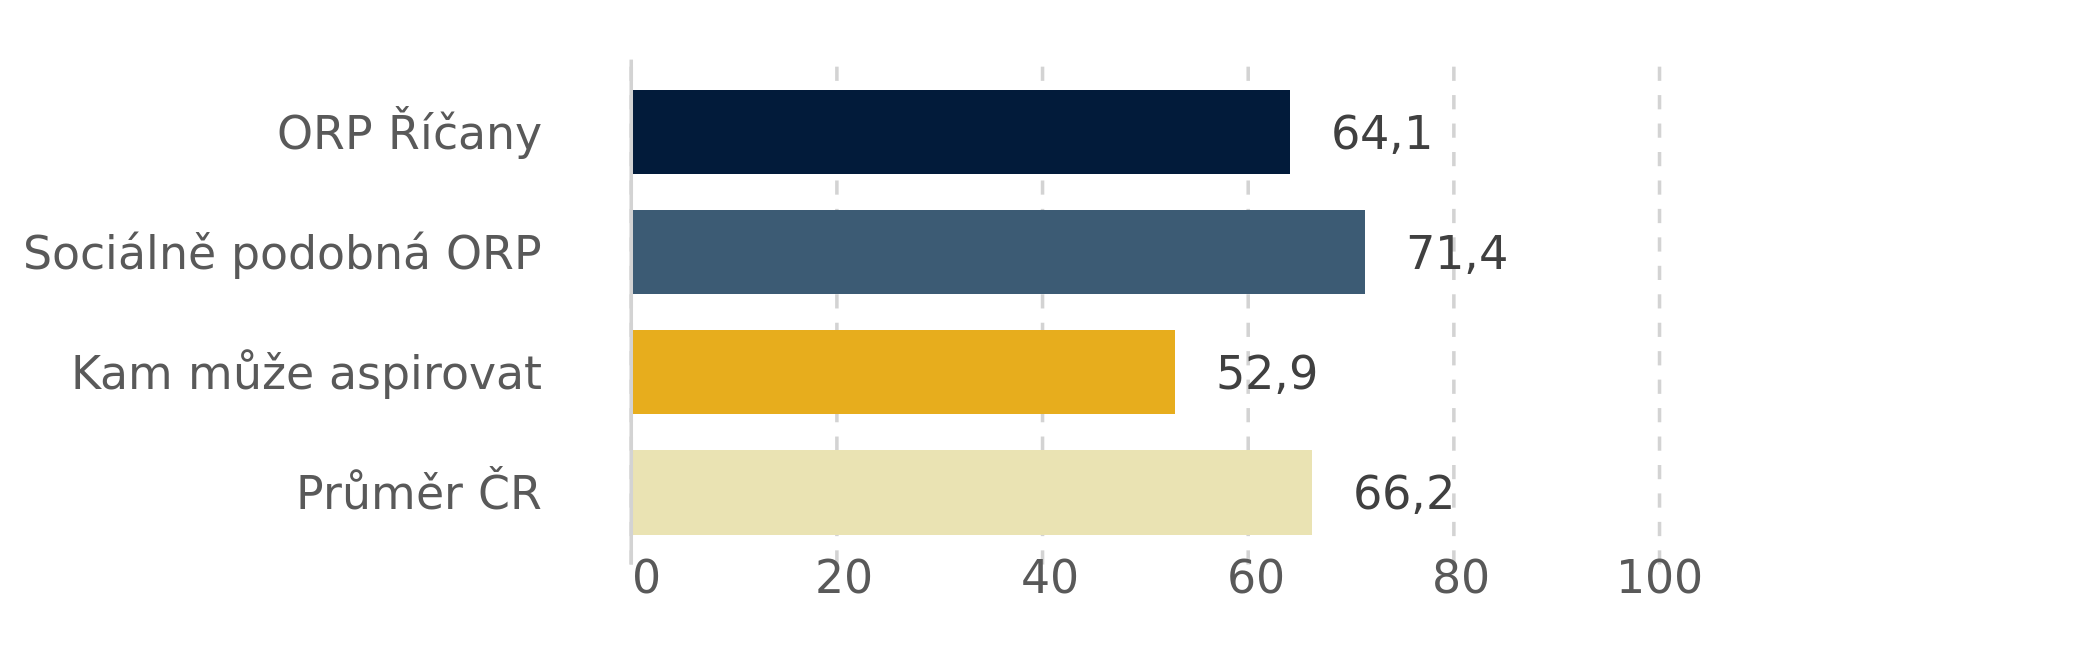 ORP Říčany 64,1
Sociálně podobná ORP 71,4
Kam může aspirovat 52,9
Průměr ČR 66,2
0 20 40 60 80 100